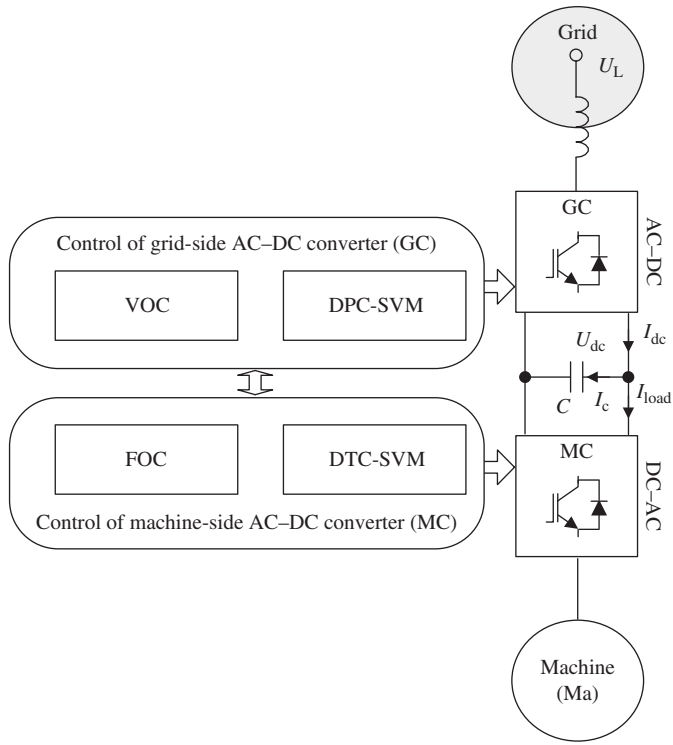 Grid
U_L
GC
AC–DC
Control of grid-side AC–DC converter (GC)
VOC
DPC-SVM
U_dc
I_dc
C
I_c
I_load
FOC
DTC-SVM
Control of machine-side AC–DC converter (MC)
MC
DC–AC
Machine
(Ma)